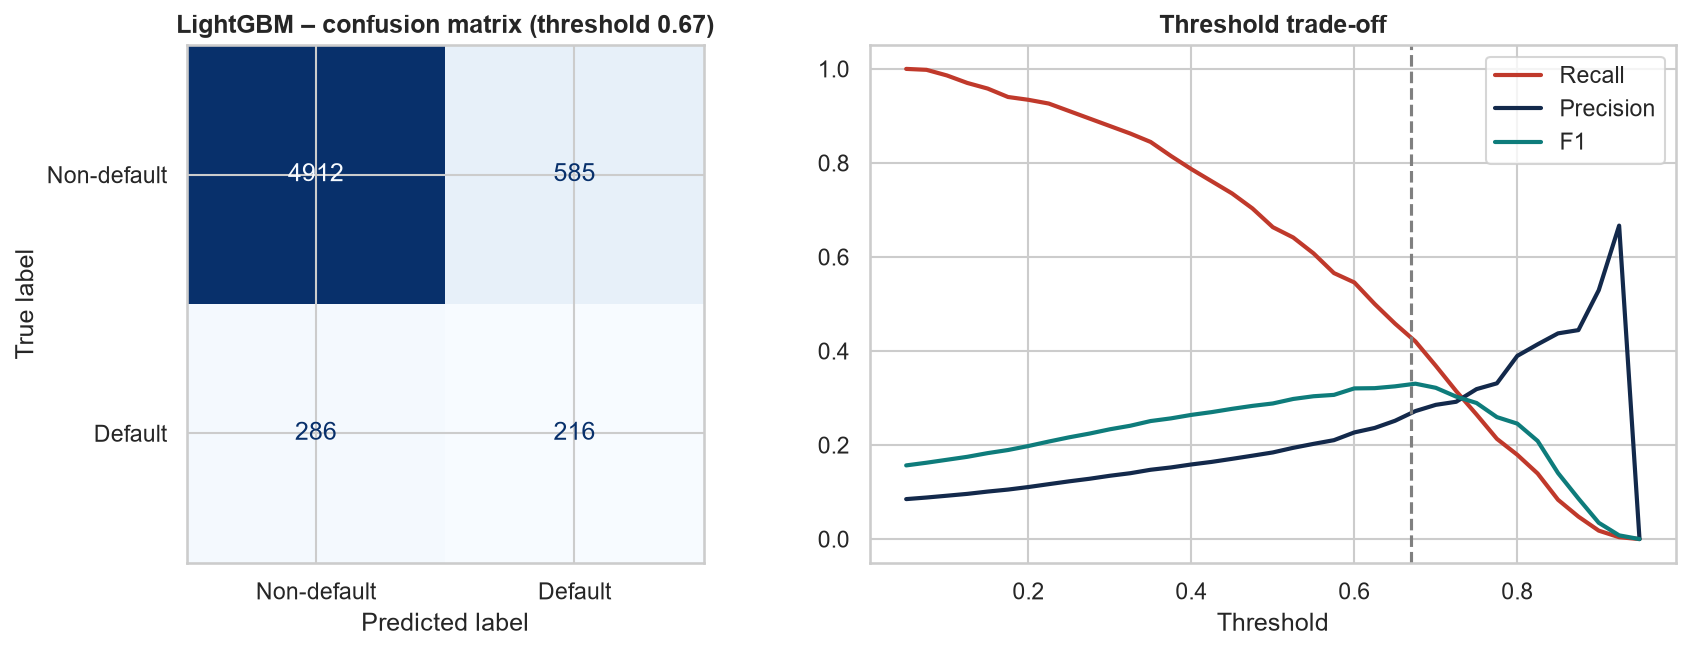 LightGBM – confusion matrix (threshold 0.67)
True label
Non-default
4912
585
Default
286
216
Non-default
Default
Predicted label
Threshold trade-off
Recall
Precision
F1
1.0
0.8
0.6
0.4
0.2
0.0
0.2
0.4
0.6
0.8
Threshold